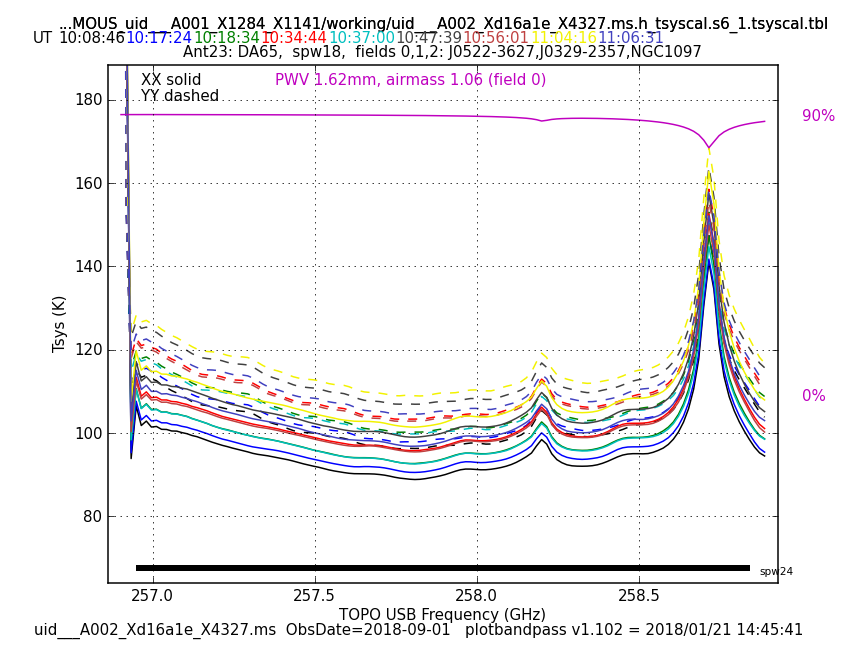 ...MOUS_uid___A001_X1284_X1141/working/uid___A002_Xd16a1e_X4327.ms.h_tsyscal.s6_1.tsyscal.tbl
UT 10:08:46 10:17:24 10:18:34 10:34:44 10:37:00 10:47:39 10:56:01 11:04:16 11:06:31
Ant23: DA65, spw18, fields 0,1,2: J0522-3627,J0329-2357,NGC1097
XX solid
YY dashed
PWV 1.62mm, airmass 1.06 (field 0)
90%
0%
180
160
140
120
100
80
Tsys (K)
spw24
257.0 257.5 258.0 258.5
TOPO USB Frequency (GHz)
uid___A002_Xd16a1e_X4327.ms ObsDate=2018-09-01 plotbandpass v1.102 = 2018/01/21 14:45:41